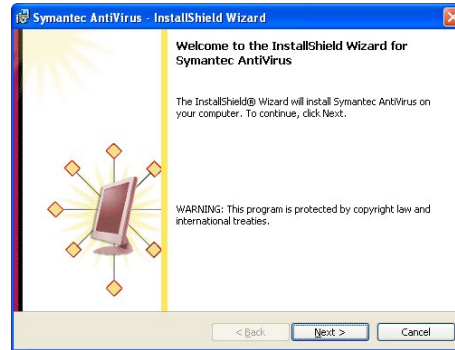 Symantec AntiVirus - InstallShield Wizard
Welcome to the InstallShield Wizard for
Symantec AntiVirus
The InstallShield® Wizard will install Symantec AntiVirus on
your computer. To continue, click Next.
WARNING: This program is protected by copyright law and
international treaties.
< Back Next > Cancel